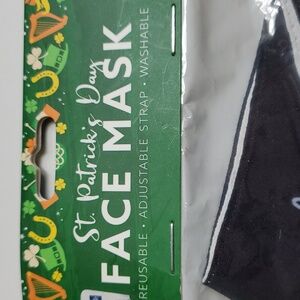 St. Patrick's Day
FACE MASK
REUSABLE • ADJUSTABLE STRAP • WASHABLE